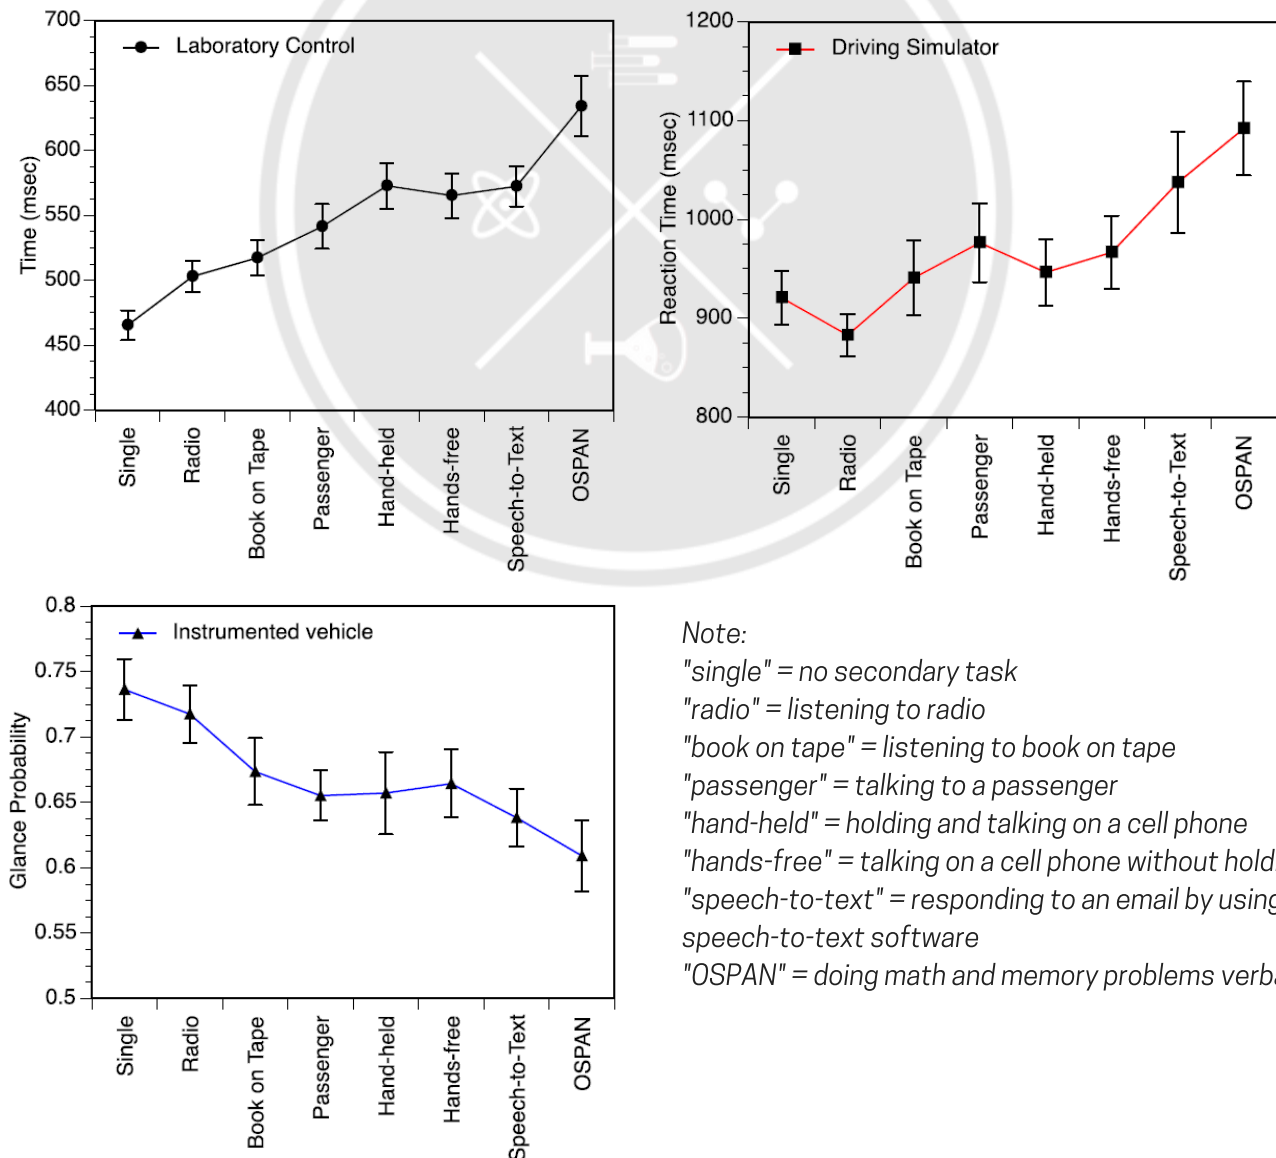 Laboratory Control
Time (msec)
700
650
600
550
500
450
400
Single
Radio
Book on Tape
Passenger
Hand-held
Hands-free
Speech-to-Text
OSPAN
Driving Simulator
Reaction Time (msec)
1200
1100
1000
900
800
Single
Radio
Book on Tape
Passenger
Hand-held
Hands-free
Speech-to-Text
OSPAN
Instrumented vehicle
Glance Probability
0.8
0.75
0.7
0.65
0.6
0.55
0.5
Single
Radio
Book on Tape
Passenger
Hand-held
Hands-free
Speech-to-Text
OSPAN
Note:
"single" = no secondary task
"radio" = listening to radio
"book on tape" = listening to book on tape
"passenger" = talking to a passenger
"hand-held" = holding and talking on a cell phone
"hands-free" = talking on a cell phone without
"speech-to-text" = responding to an email by using
speech-to-text software
"OSPAN" = doing math and memory problems